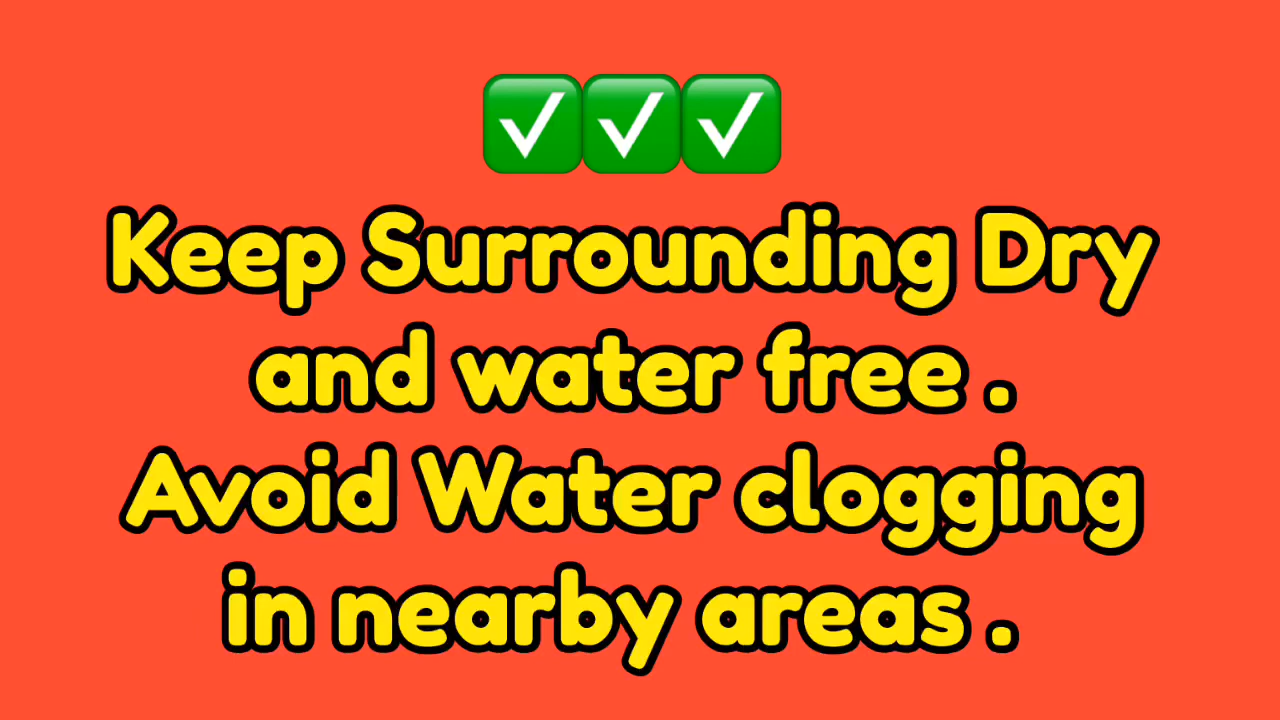 ✅✅✅
Keep Surrounding Dry
and water free .
Avoid Water clogging
in nearby areas .